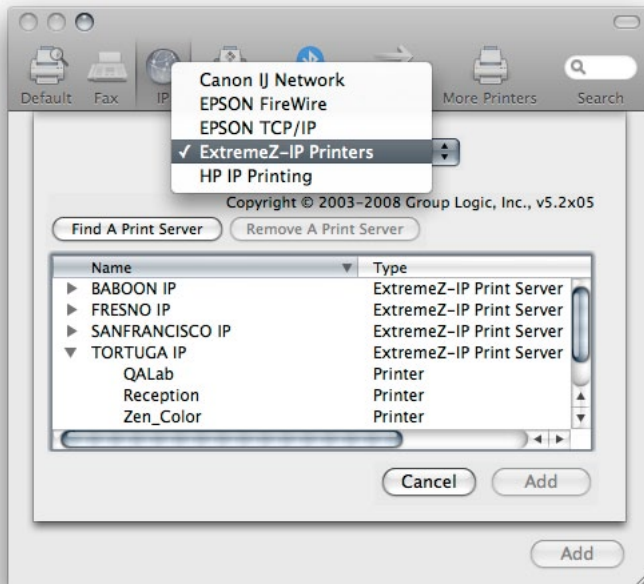 Default
Fax
IP
More Printers
Search
Canon IJ Network
EPSON FireWire
EPSON TCP/IP
✓ ExtremeZ-IP Printers
HP IP Printing
Copyright © 2003-2008 Group Logic, Inc., v5.2x05
Find A Print Server
Remove A Print Server
Name Type
BABOON IP ExtremeZ-IP Print Server
FRESNO IP ExtremeZ-IP Print Server
SANFRANCISCO IP ExtremeZ-IP Print Server
TORTUGA IP ExtremeZ-IP Print Server
QALab Printer
Reception Printer
Zen_Color Printer
Cancel
Add
Add